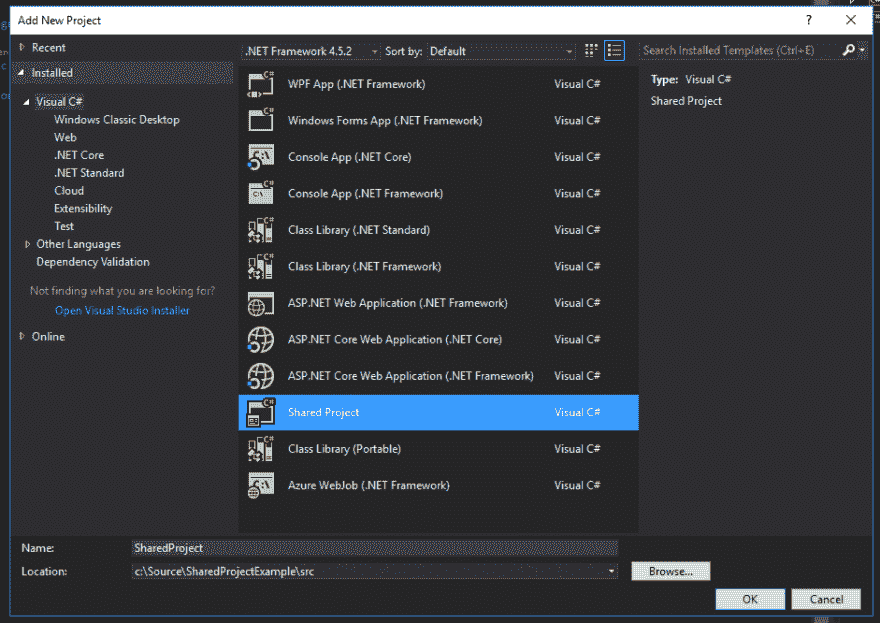 Add New Project
?
Recent
Installed
Visual C#
Windows Classic Desktop
Web
.NET Core
.NET Standard
Cloud
Extensibility
Test
Other Languages
Dependency Validation
Not finding what you are looking for?
Open Visual Studio Installer
Online
.NET Framework 4.5.2 Sort by: Default
WPF App (.NET Framework) Visual C#
Windows Forms App (.NET Framework) Visual C#
Console App (.NET Core) Visual C#
Console App (.NET Framework) Visual C#
Class Library (.NET Standard) Visual C#
Class Library (.NET Framework) Visual C#
ASP.NET Web Application (.NET Framework) Visual C#
ASP.NET Core Web Application (.NET Core) Visual C#
ASP.NET Core Web Application (.NET Framework) Visual C#
Shared Project Visual C#
Class Library (Portable) Visual C#
Azure WebJob (.NET Framework) Visual C#
Search Installed Templates (Ctrl+E)
Type: Visual C#
Shared Project
Name: SharedProject
Location: c:\Source\SharedProjectExample\src
Browse...
OK Cancel